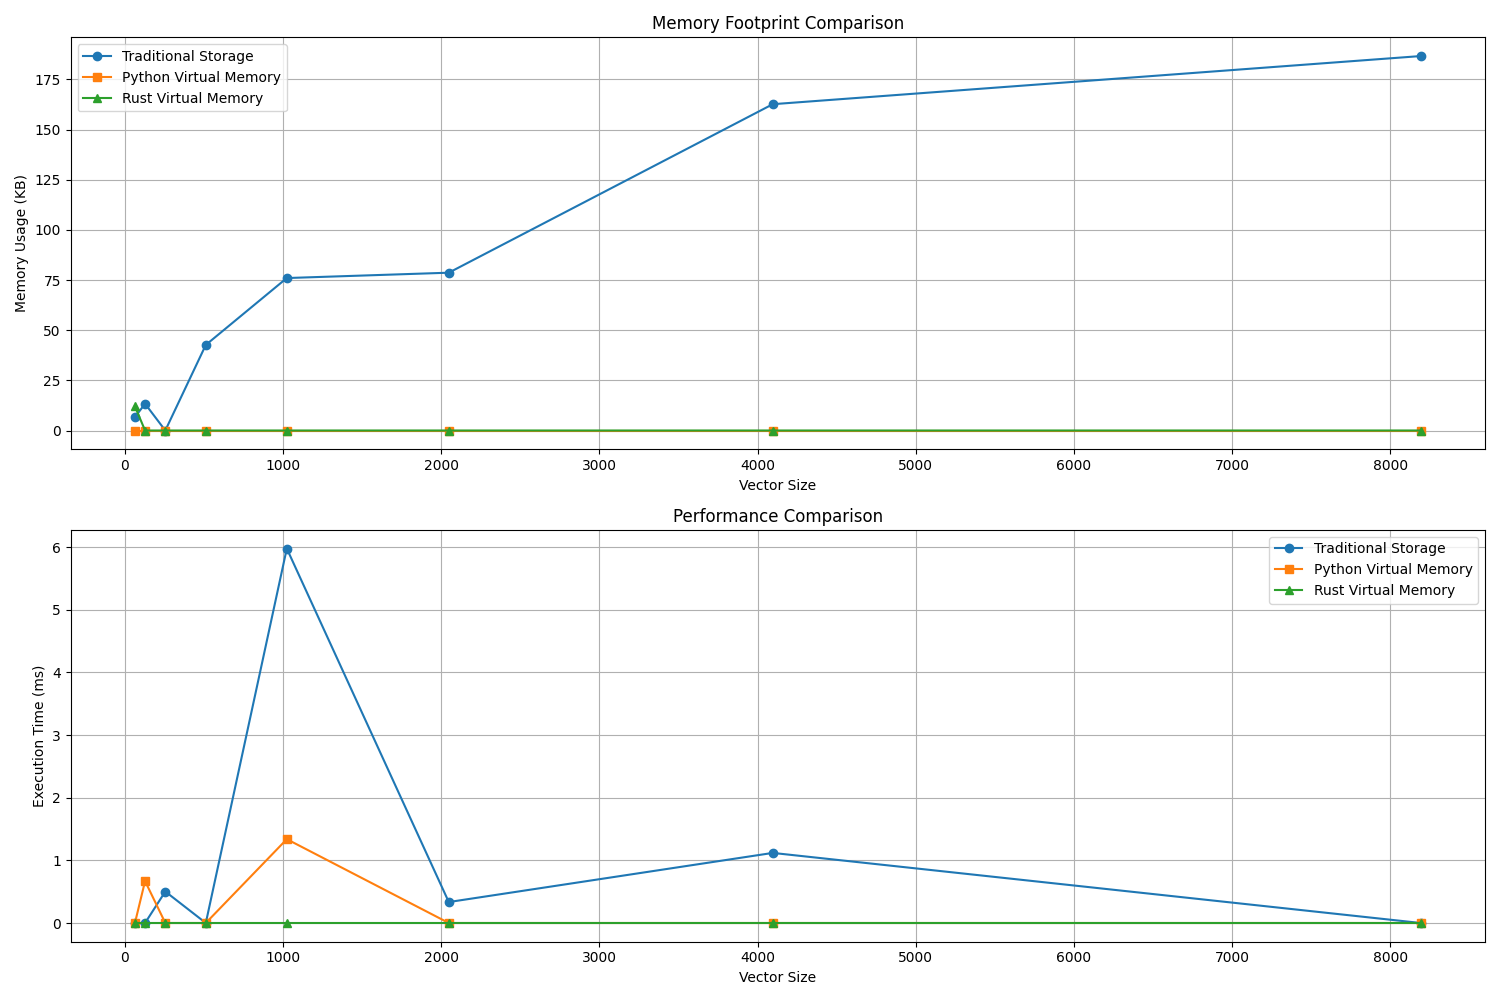 Memory Footprint Comparison
Traditional Storage
Python Virtual Memory
Rust Virtual Memory
Memory Usage (KB)
175
150
125
100
75
50
25
0
0 1000 2000 3000 4000 5000 6000 7000 8000
Vector Size
Performance Comparison
Traditional Storage
Python Virtual Memory
Rust Virtual Memory
Execution Time (ms)
6
5
4
3
2
1
0
0 1000 2000 3000 4000 5000 6000 7000 8000
Vector Size